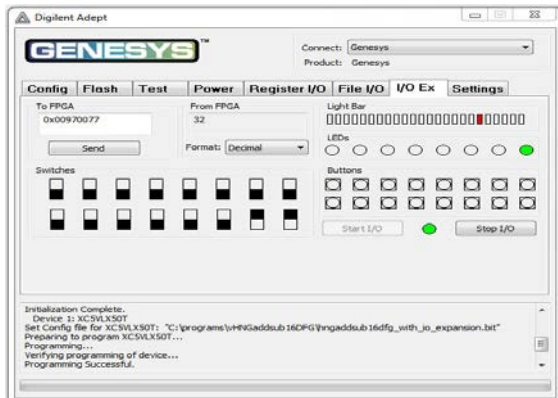 Digilent Adept
GENESYS™
Connect: Genesys
Product: Genesys
Config Flash Test Power Register I/O File I/O I/O Ex Settings
To FPGA
0x00970077
Send
From FPGA
32
Format: Decimal
Light Bar
LEDs
Switches
Buttons
Start I/O
Stop I/O
Initialization Complete.
Device 1: XC5VLX50T
Set Config file for XC5VLX50T: "C:\programs\vHNGaddsub16DFG\hngaddsub16dfg_with_io_expansion.bit"
Preparing to program XC5VLX50T...
Programming...
Verifying programming of device...
Programming Successful.